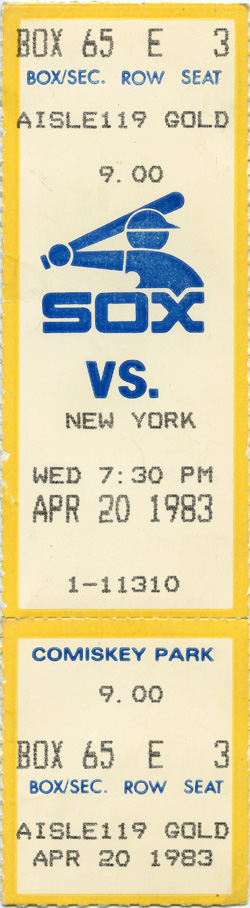 BOX 65 E 3
BOX/SEC. ROW SEAT
AISLE119 GOLD
9.00
SOX
VS.
NEW YORK
WED 7:30 PM
APR 20 1983
1-11310
COMISKEY PARK
9.00
BOX 65 E 3
BOX/SEC. ROW SEAT
AISLE119 GOLD
APR 20 1983